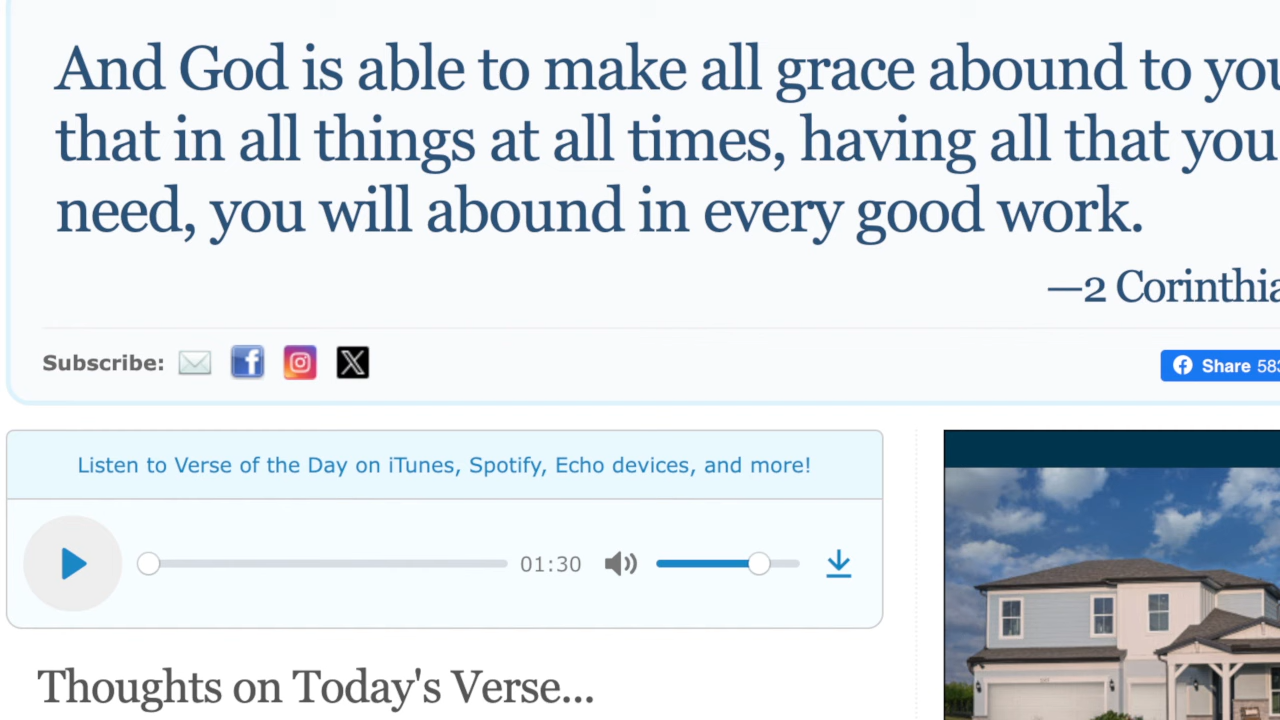 And God is able to make all grace abound to you
that in all things at all times, having all that you
need, you will abound in every good work.
—2
Subscribe:
Share
Listen to Verse of the Day on iTunes, Spotify, Echo devices, and more!
01:30
Thoughts on Today's Verse...